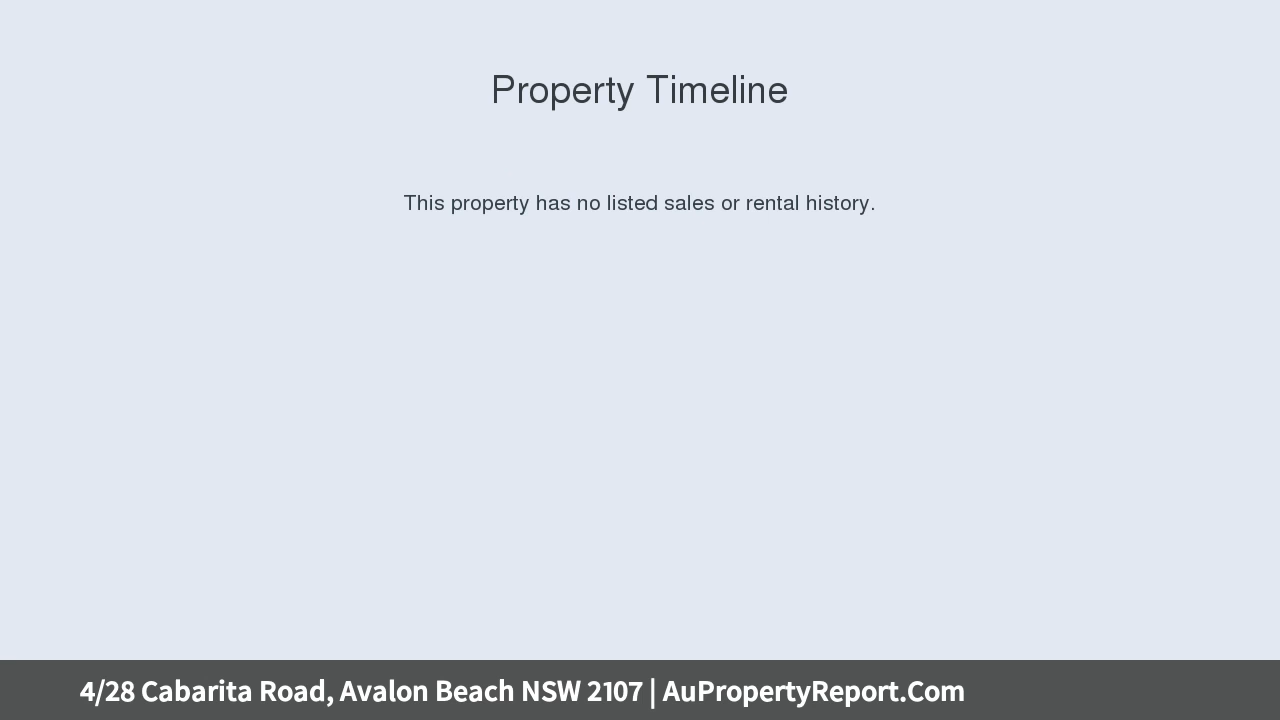 Property Timeline
This property has no listed sales or rental history.
4/28 Cabarita Road, Avalon Beach NSW 2107 | AuPropertyReport.Com